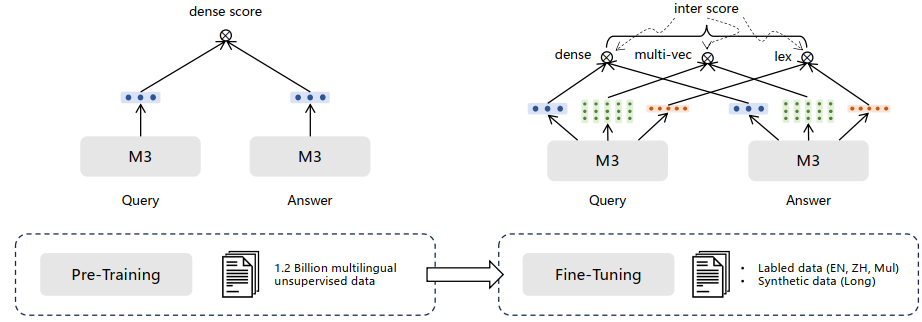 dense score
M3
M3
Query
Answer
Pre-Training
1.2 Billion multilingual
unsupervised data
inter score
dense
multi-vec
lex
M3
M3
Query
Answer
Fine-Tuning
• Labled data (EN, ZH, Mul)
• Synthetic data (Long)